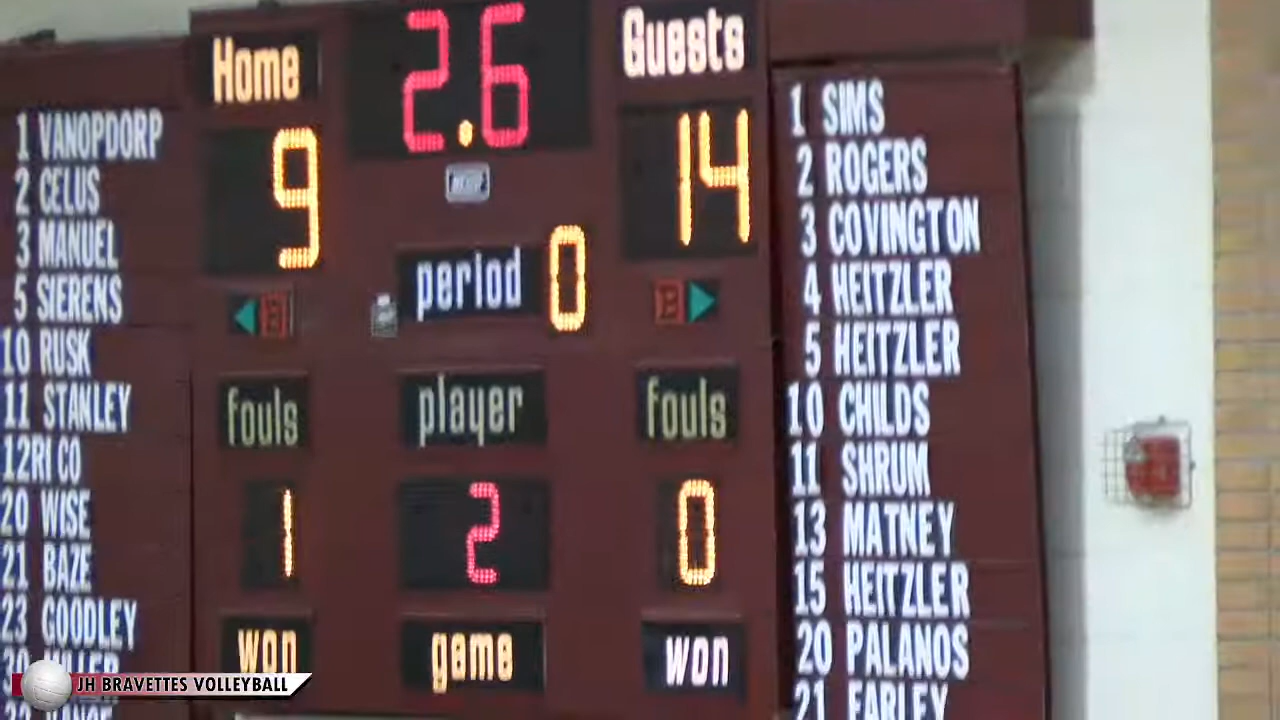 Home
2.6
Guests
9
14
period 0
B
B
fouls
player
fouls
1
2
0
won
game
won
1 VANOPDORP
2 CELUS
3 MANUEL
5 SIERENS
10 RUSK
11 STANLEY
12RICO
20 WISE
21 BAZE
23 GOODLEY
1 SIMS
2 ROGERS
3 COVINGTON
4 HEITZLER
5 HEITZLER
10 CHILDS
11 SHRUM
13 MATNEY
15 HEITZLER
20 PALANOS
21 EARLEY
JH BRAVETTES VOLLEYBALL